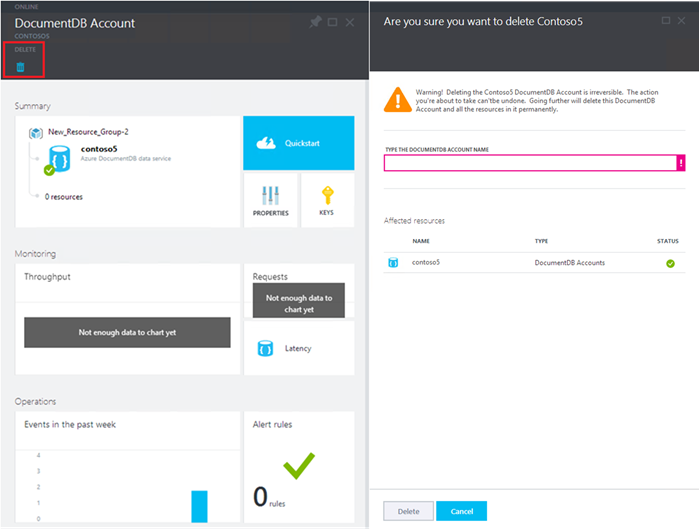 ONLINE
DocumentDB Account
CONTOSO5
DELETE
Summary
New_Resource_Group-2
contoso5
Azure DocumentDB data service
0 resources
Quickstart
PROPERTIES
KEYS
Monitoring
Throughput
Not enough data to chart yet
Requests
Not enough data to
chart yet
Latency
Operations
Events in the past week
4
3
2
1
0
Alert rules
0 rules
Are you sure you want to delete Contoso5
Warning! Deleting the Contoso5 DocumentDB Account is irreversible. The action
you're about to take can'tbe undone. Going further will delete this DocumentDB
Account and all the resources in it permanently.
TYPE THE DOCUMENTDB ACCOUNT NAME
!
Affected resources
NAME TYPE STATUS
contoso5 DocumentDB Accounts
Delete Cancel